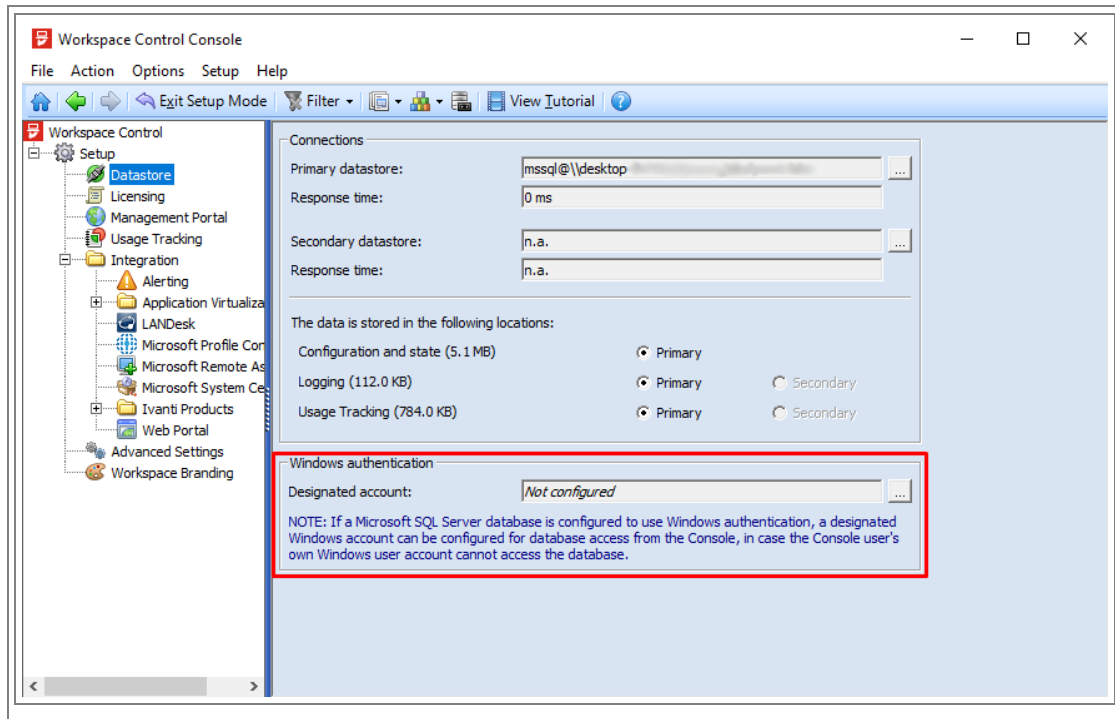 Workspace Control Console
File Action Options Setup Help
Exit Setup Mode Filter View Tutorial
Workspace Control
Setup
Datastore
Licensing
Management Portal
Usage Tracking
Integration
Alerting
Application Virtualiza
LANDesk
Microsoft Profile Con
Microsoft Remote As
Microsoft System Ce
Ivanti Products
Web Portal
Advanced Settings
Workspace Branding
Connections
Primary datastore: mssql@\\desktop ...
Response time: 0 ms
Secondary datastore: n.a. ...
Response time: n.a.
The data is stored in the following locations:
Configuration and state (5.1 MB) Primary
Logging (112.0 KB) Primary Secondary
Usage Tracking (784.0 KB) Primary Secondary
Windows authentication
Designated account: Not configured ...
NOTE: If a Microsoft SQL Server database is configured to use Windows authentication, a designated
Windows account can be configured for database access from the Console, in case the Console user's
own Windows user account cannot access the database.